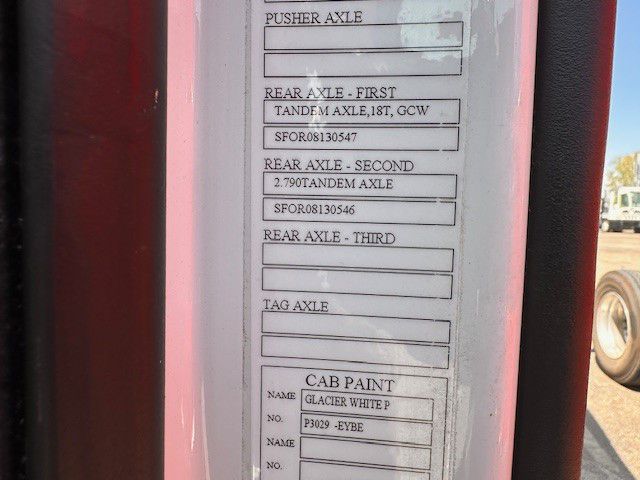 PUSHER AXLE
REAR AXLE - FIRST
TANDEM AXLE,18T, GCW
SFOR08130547
REAR AXLE - SECOND
2.790TANDEM AXLE
SFOR08130546
REAR AXLE - THIRD
TAG AXLE
CAB PAINT
NAME GLACIER WHITE P
NO. P3029 -EYBE
NAME
NO.